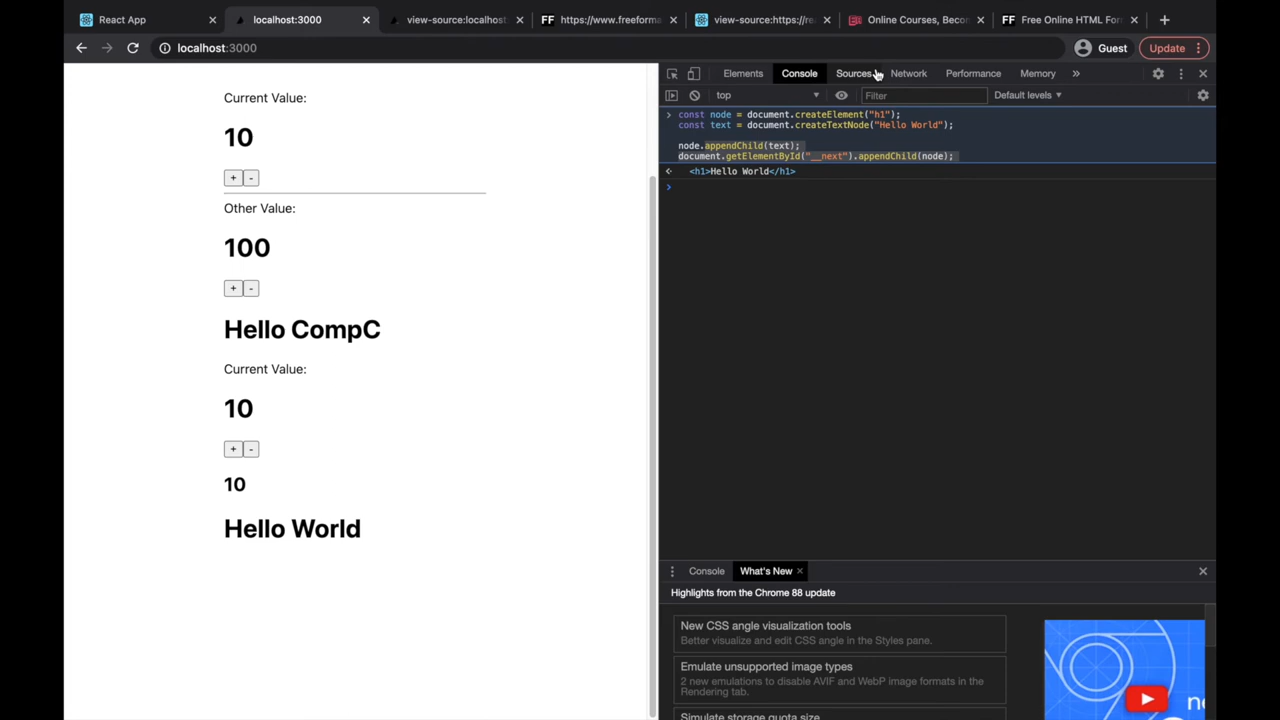 React App
localhost:3000
view-source:localhost
https://www.freeforma
view-source:https://re
Online Courses, Becom
Free Online HTML For
localhost:3000
Guest
Update
Elements
Console
Sources
Network
Performance
Memory
top
Filter
Default levels
const node = document.createElement("h1");
const text = document.createTextNode("Hello World");
node.appendChild(text);
document.getElementById("__next").appendChild(node);
<h1>Hello World</h1>
Current Value:
10
+ -
Other Value:
100
+ -
Hello CompC
Current Value:
10
+ -
10
Hello World
Console
What's New
Highlights from the Chrome 88 update
New CSS angle visualization tools
Better visualize and edit CSS angle in the Styles pane.
Emulate unsupported image types
2 new emulations to disable AVIF and WebP image formats in the
Rendering tab.
Simulate storage quota size